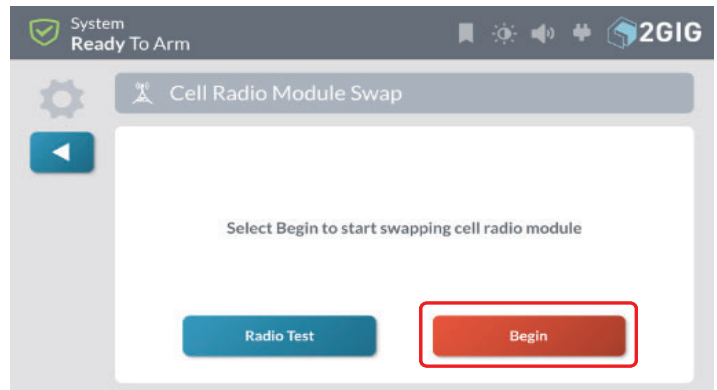 System
Ready To Arm
2GIG
Cell Radio Module Swap
Select Begin to start swapping cell radio module
Radio Test
Begin